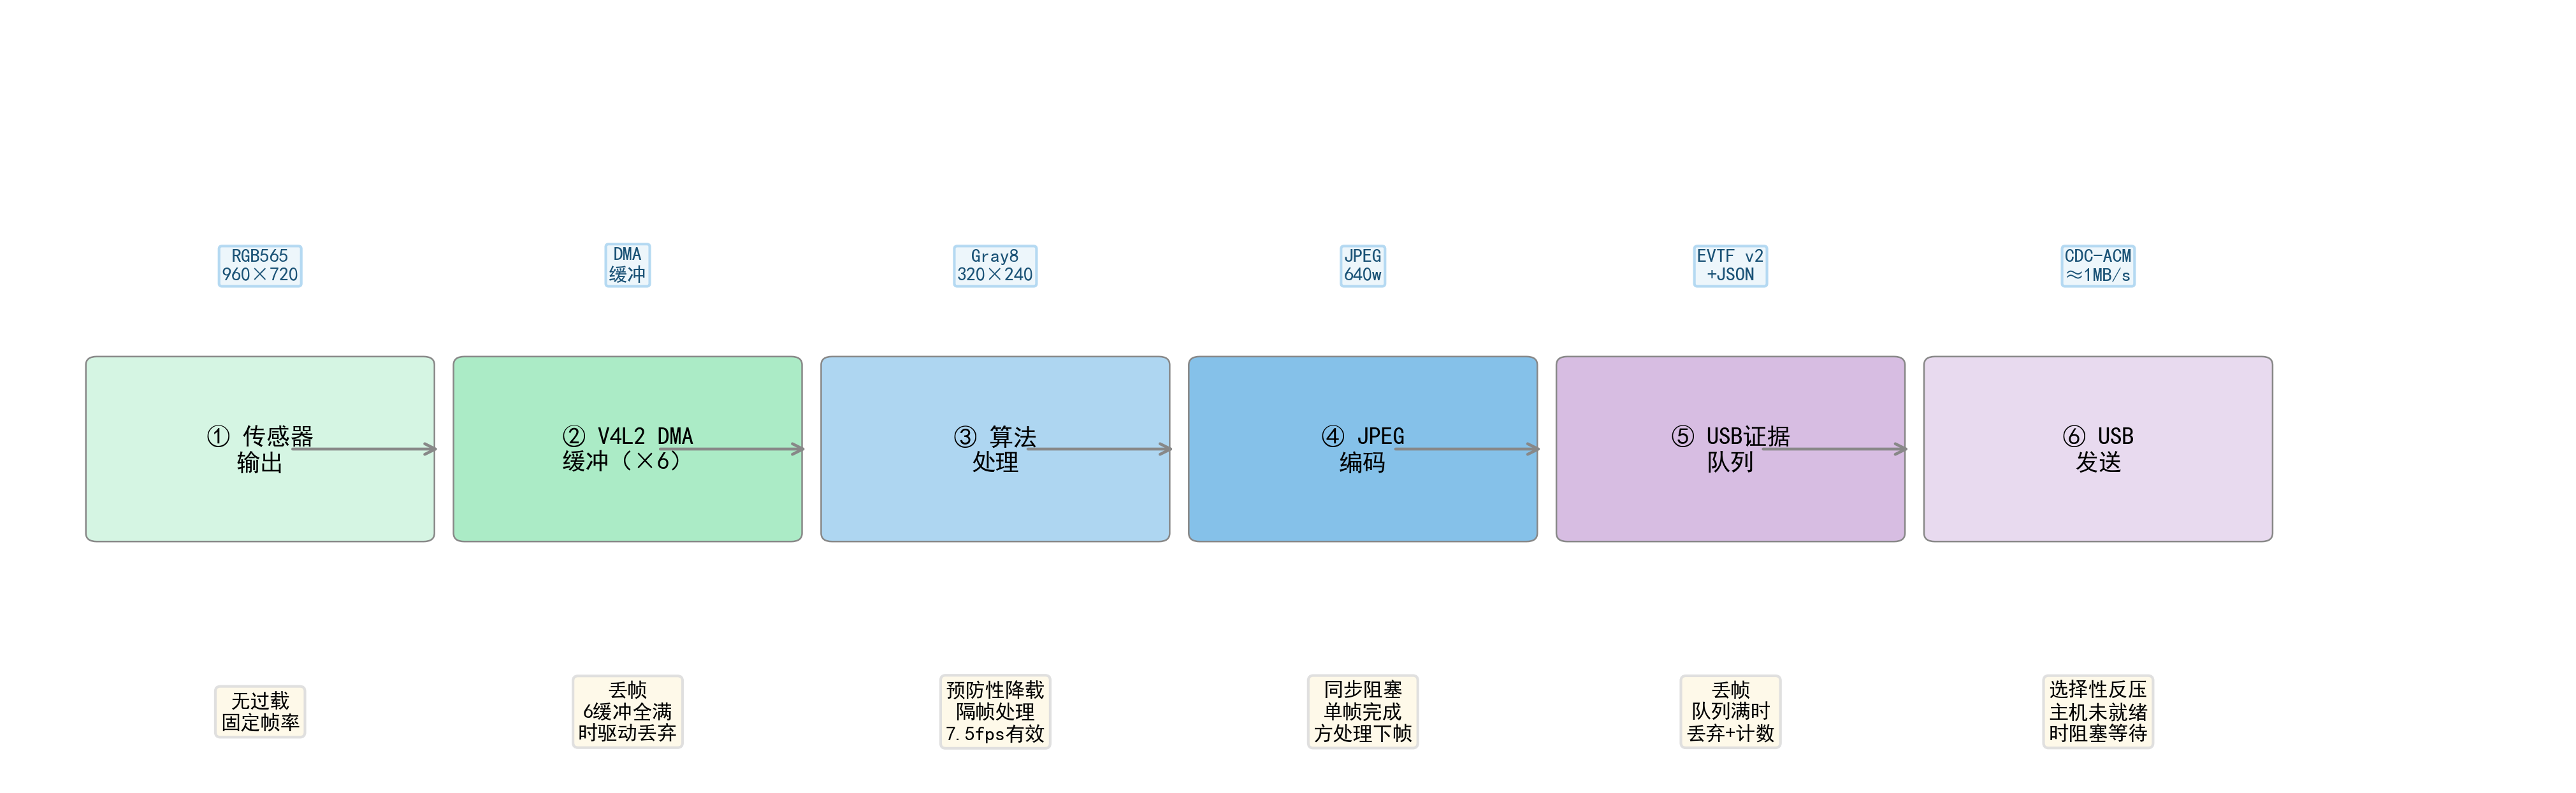 RGB565
960×720
DMA
缓冲
Gray8
320×240
JPEG
640w
EVTF v2
+JSON
CDC-ACM
≈1MB/s
① 传感器
输出
② V4L2 DMA
缓冲（×6）
③ 算法
处理
④ JPEG
编码
⑤ USB证据
队列
⑥ USB
发送
无过载
固定帧率
丢帧
6缓冲全满
时驱动丢弃
预防性降载
隔帧处理
7.5fps有效
同步阻塞
单帧完成
方处理下帧
丢帧
队列满时
丢弃+计数
选择性反压
主机未就绪
时阻塞等待